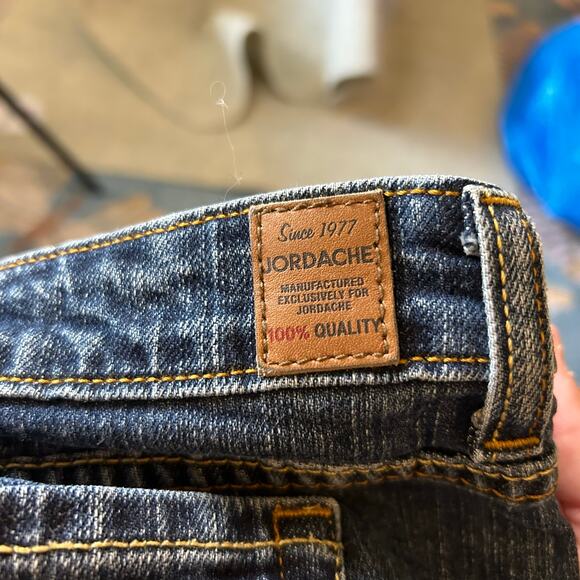 Since 1977
JORDACHE
MANUFACTURED
EXCLUSIVELY FOR
JORDACHE
100% QUALITY